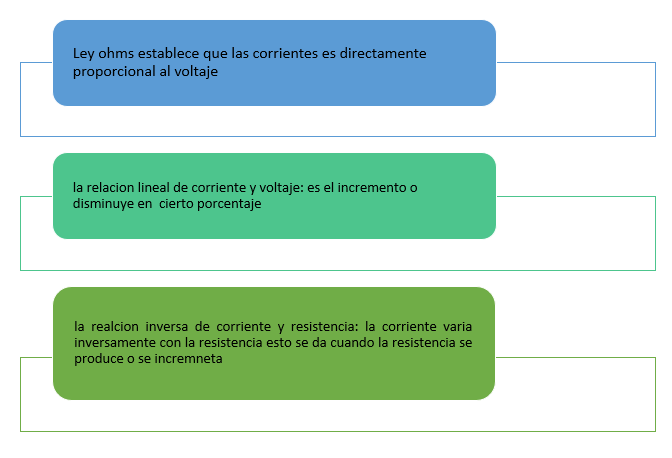 Ley ohms establece que las corrientes es directamente
proporcional al voltaje
la relacion lineal de corriente y voltaje: es el incremento o
disminuye en cierto porcentaje
la realcion inversa de corriente y resistencia: la corriente varia
inversamente con la resistencia esto se da cuando la resistencia se
produce o se incremneta